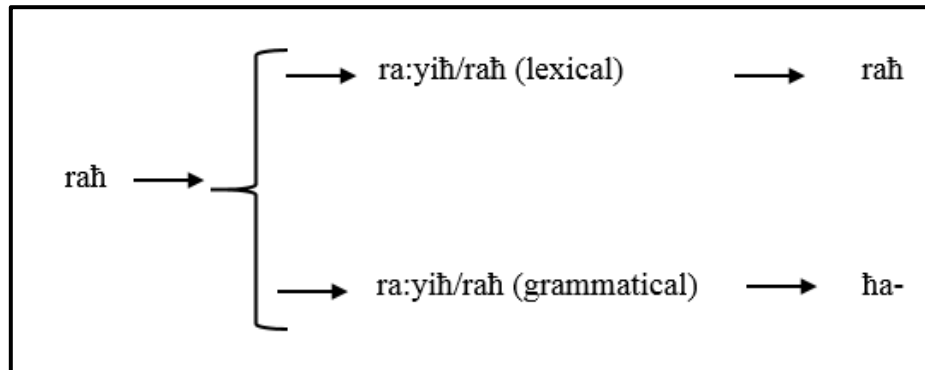 ra:yiħ/raħ (lexical) raħ
raħ
ra:yiħ/raħ (grammatical) ħa-